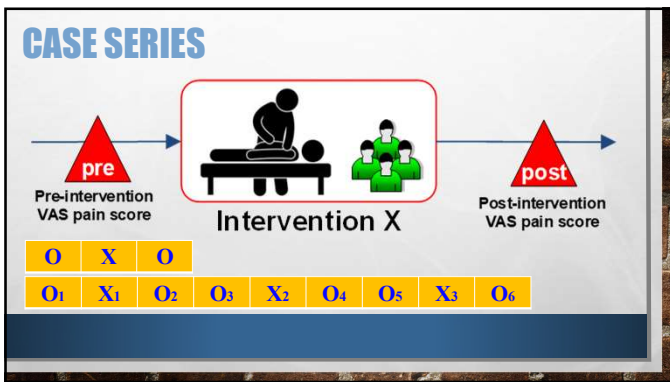 CASE SERIES
pre
Pre-intervention
VAS pain score
Intervention X
post
Post-intervention
VAS pain score
O X O
O1 X1 O2 O3 X2 O4 O5 X3 O6